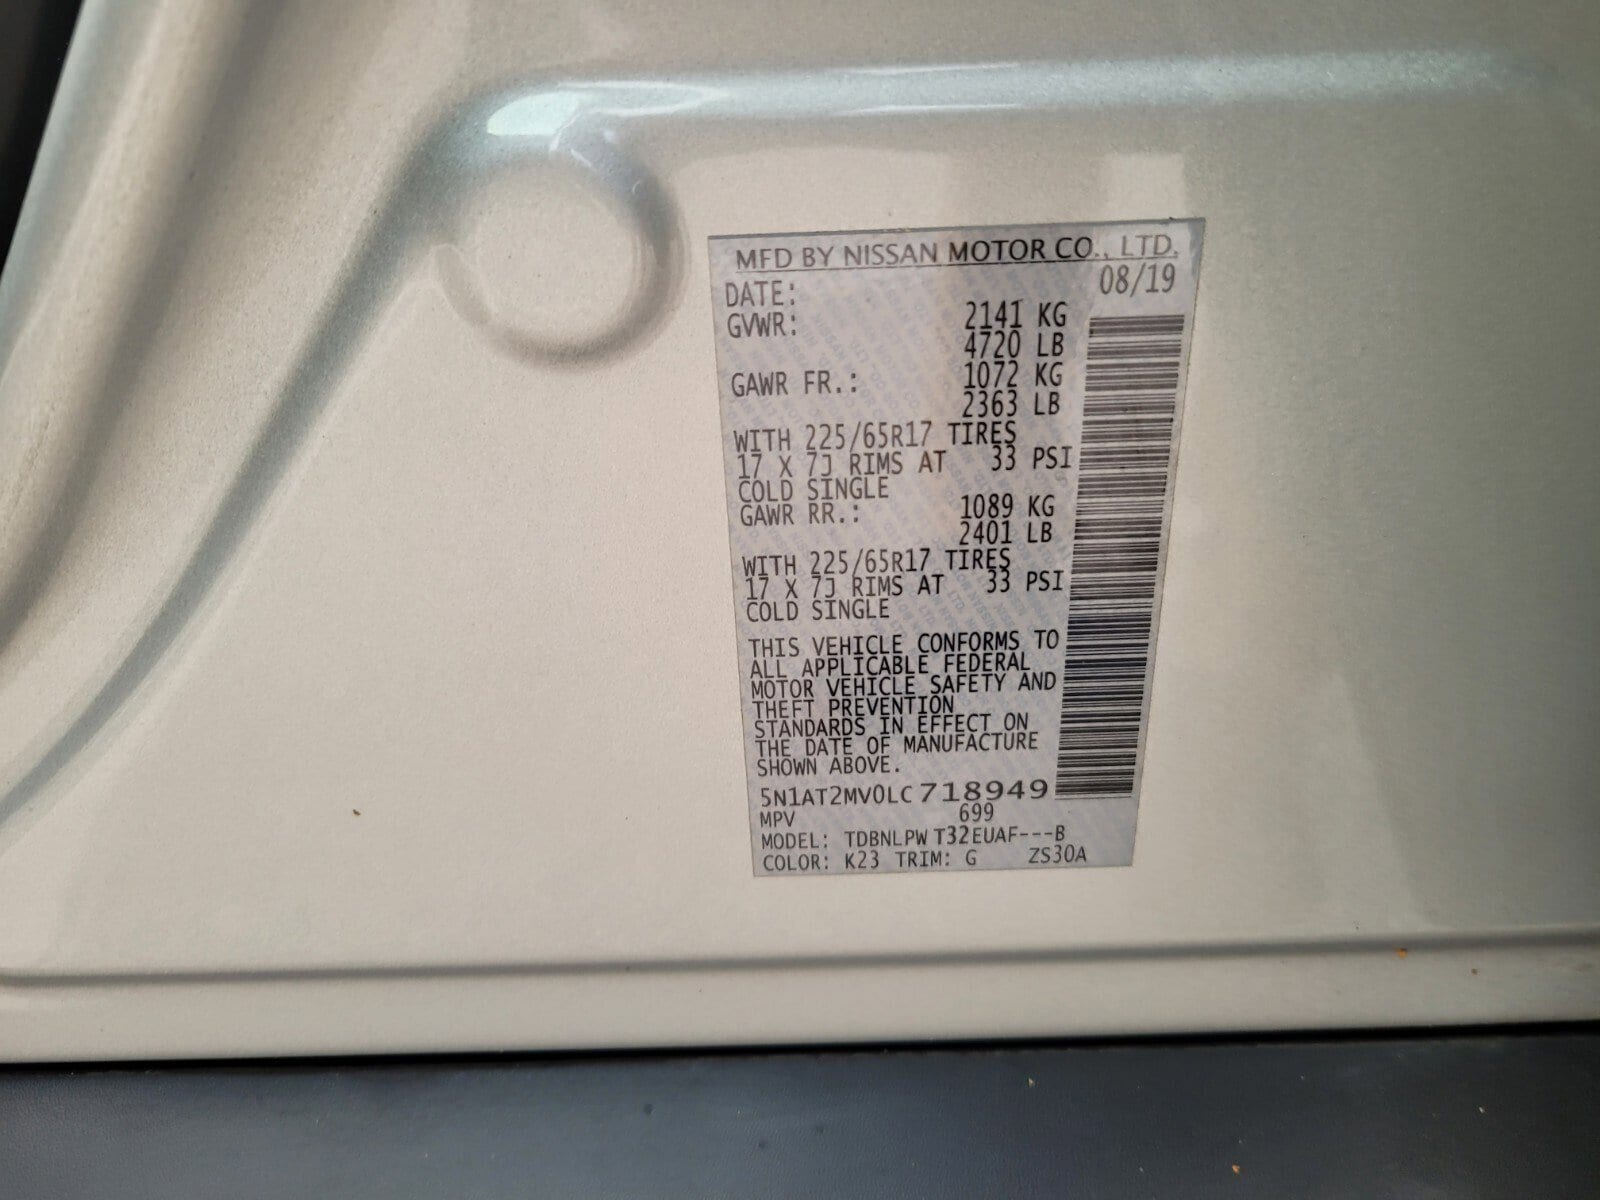 MFD BY NISSAN MOTOR CO., LTD.
DATE: 08/19
GVWR: 2141 KG
4720 LB
GAWR FR.: 1072 KG
2363 LB
WITH 225/65R17 TIRES
17 X 7J RIMS AT 33 PSI
COLD SINGLE
GAWR RR.: 1089 KG
2401 LB
WITH 225/65R17 TIRES
17 X 7J RIMS AT 33 PSI
COLD SINGLE
THIS VEHICLE CONFORMS TO
ALL APPLICABLE FEDERAL
MOTOR VEHICLE SAFETY AND
THEFT PREVENTION
STANDARDS IN EFFECT ON
THE DATE OF MANUFACTURE
SHOWN ABOVE.
5N1AT2MV0LC718949
MPV 699
MODEL: TDBNLPW T32EUAF---B
COLOR: K23 TRIM: G ZS30A